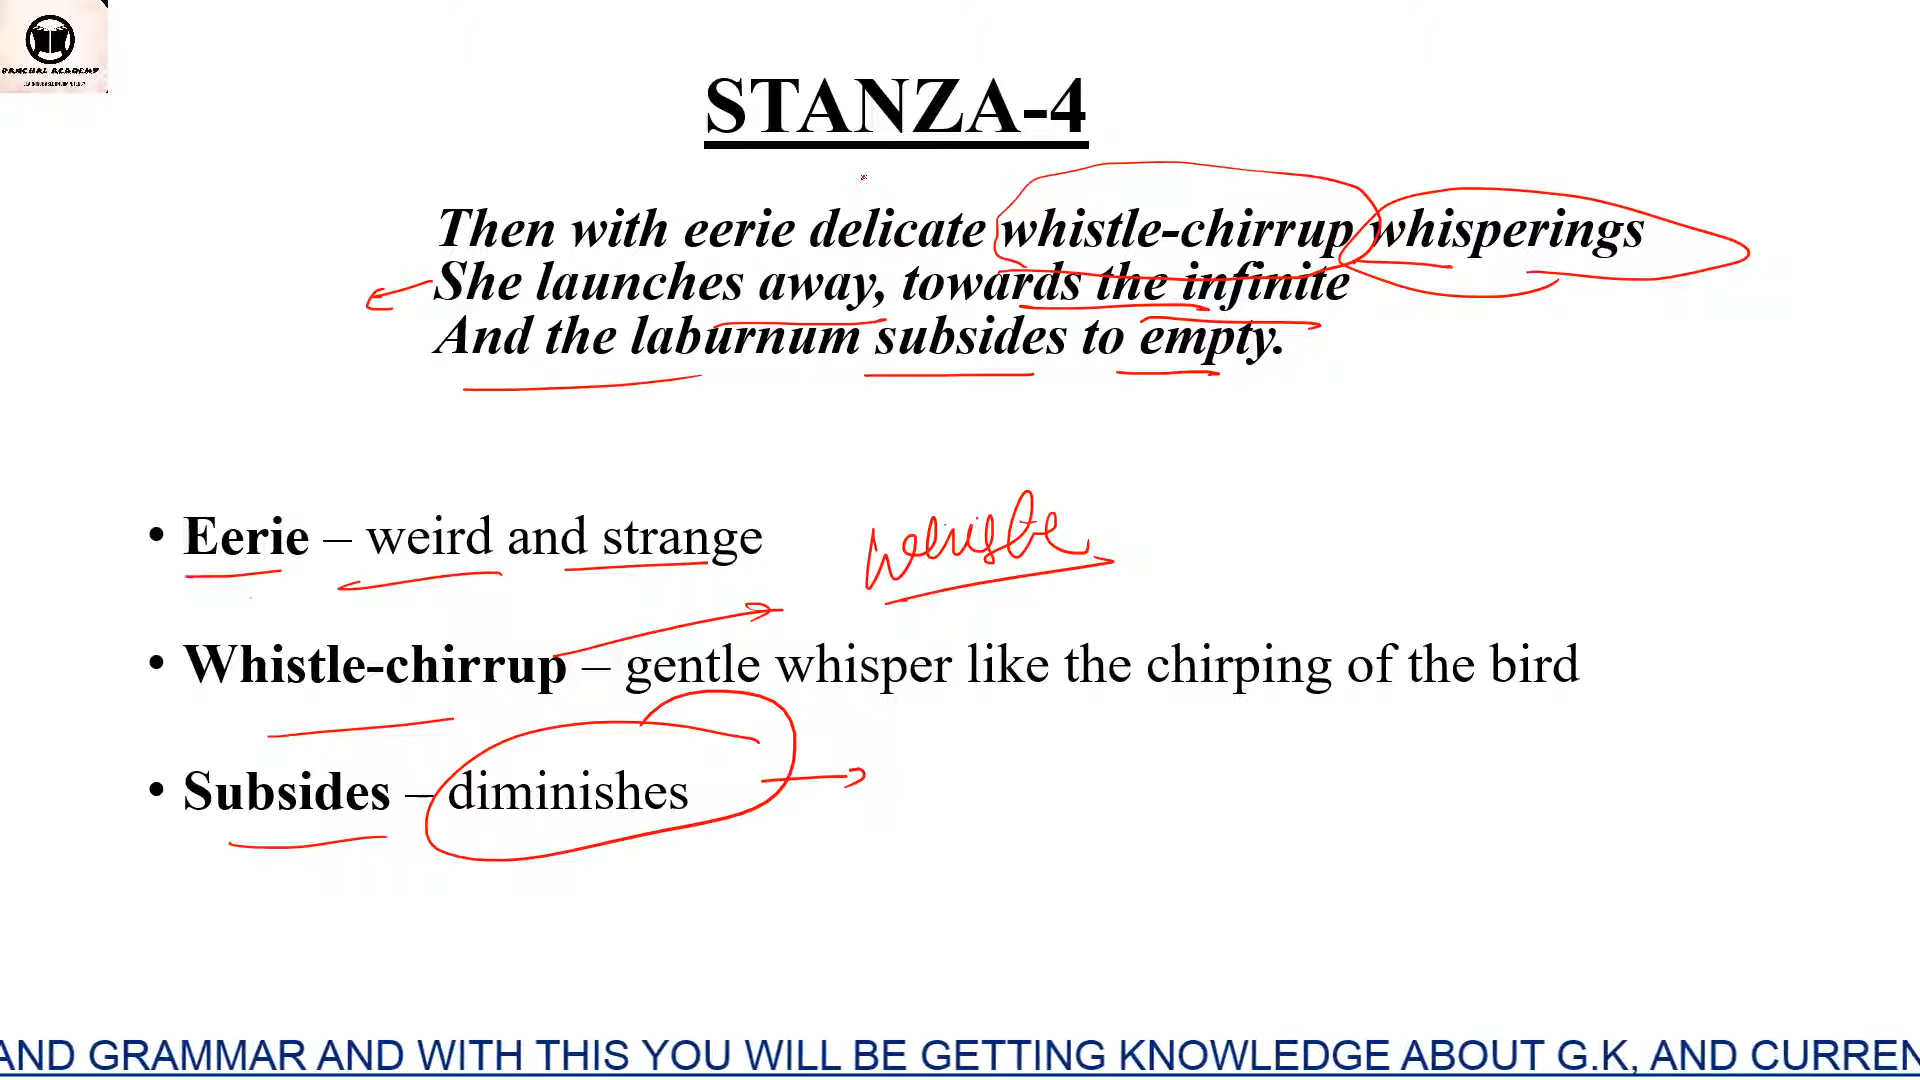 PANCHAL ACADEMY
STANZA-4
Then with eerie delicate whistle-chirrup whisperings
She launches away, towards the infinite
And the laburnum subsides to empty.
• Eerie – weird and strange
• Whistle-chirrup – gentle whisper like the chirping of the bird
• Subsides – diminishes
AND GRAMMAR AND WITH THIS YOU WILL BE GETTING KNOWLEDGE ABOUT G.K, AND CURREN